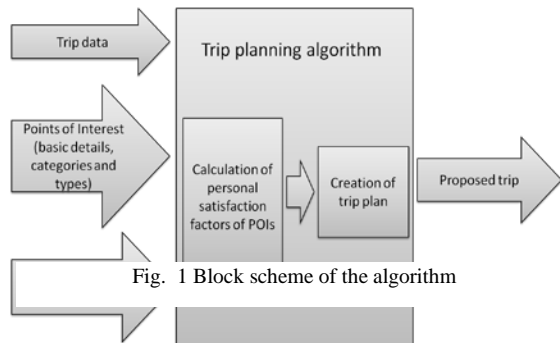 Trip data
Trip planning algorithm
Points of Interest
(basic details,
categories and
types)
Calculation of
personal
satisfaction
factors of POIs
Creation of
trip plan
Proposed trip
Fig. 1 Block scheme of the algorithm